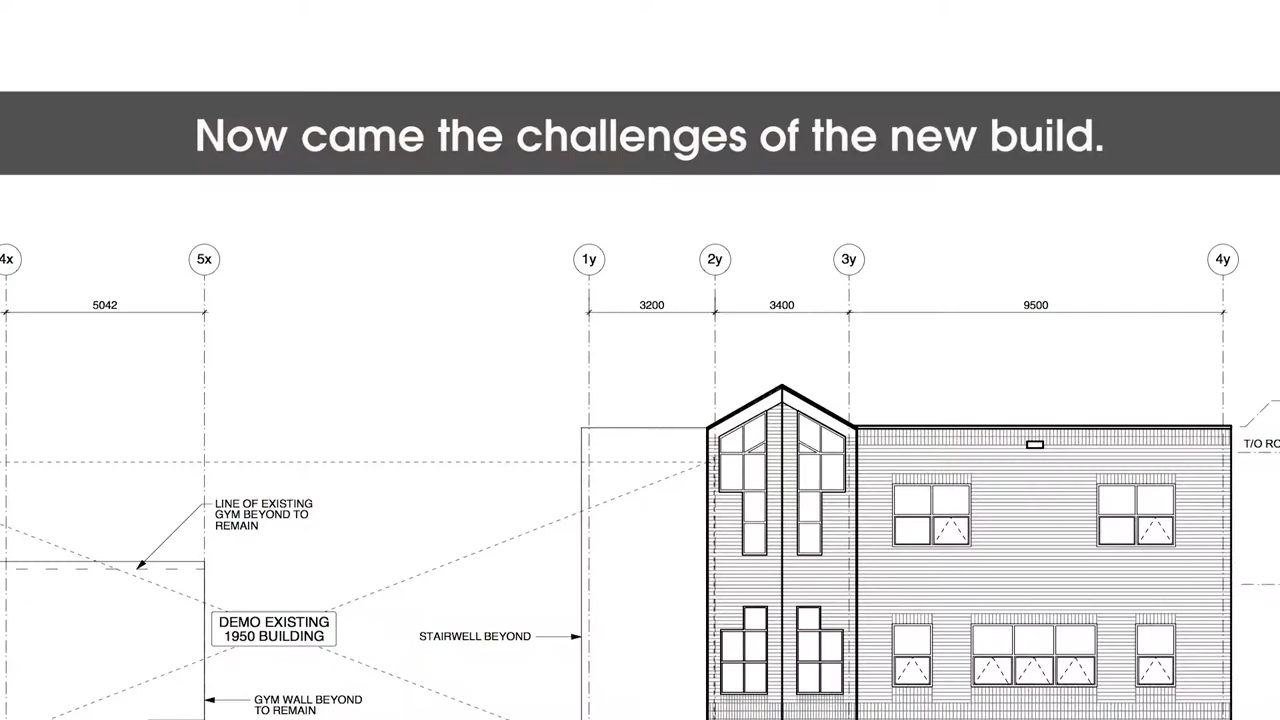 Now came the challenges of the new build.
4x
5x
1y
2y
3y
4y
5042
3200
3400
9500
T/O RO
LINE OF EXISTING
GYM BEYOND TO
REMAIN
DEMO EXISTING
1950 BUILDING
STAIRWELL BEYOND
GYM WALL BEYOND
TO REMAIN